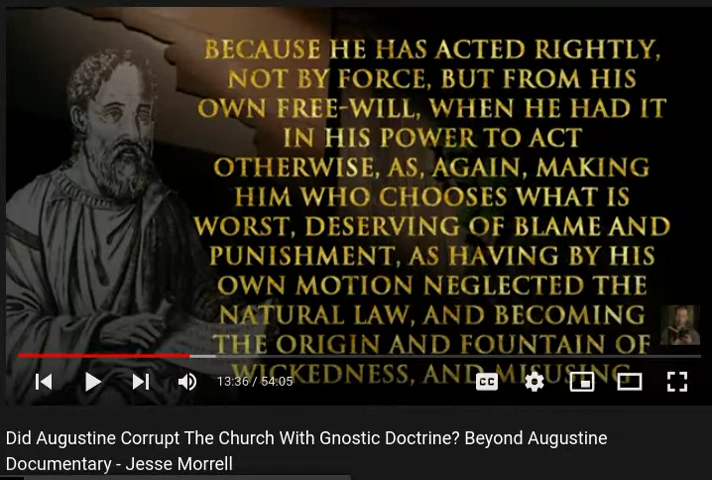 BECAUSE HE HAS ACTED RIGHTLY,
NOT BY FORCE, BUT FROM HIS
OWN FREE-WILL, WHEN HE HAD IT
IN HIS POWER TO ACT
OTHERWISE, AS, AGAIN, MAKING
HIM WHO CHOOSES WHAT IS
WORST, DESERVING OF BLAME AND
PUNISHMENT, AS HAVING BY HIS
OWN MOTION NEGLECTED THE
NATURAL LAW, AND BECOMING
THE ORIGIN AND FOUNTAIN OF
WICKEDNESS, AND MISUSING
13:36 / 54:05
CC
Did Augustine Corrupt The Church With Gnostic Doctrine? Beyond Augustine
Documentary - Jesse Morrell